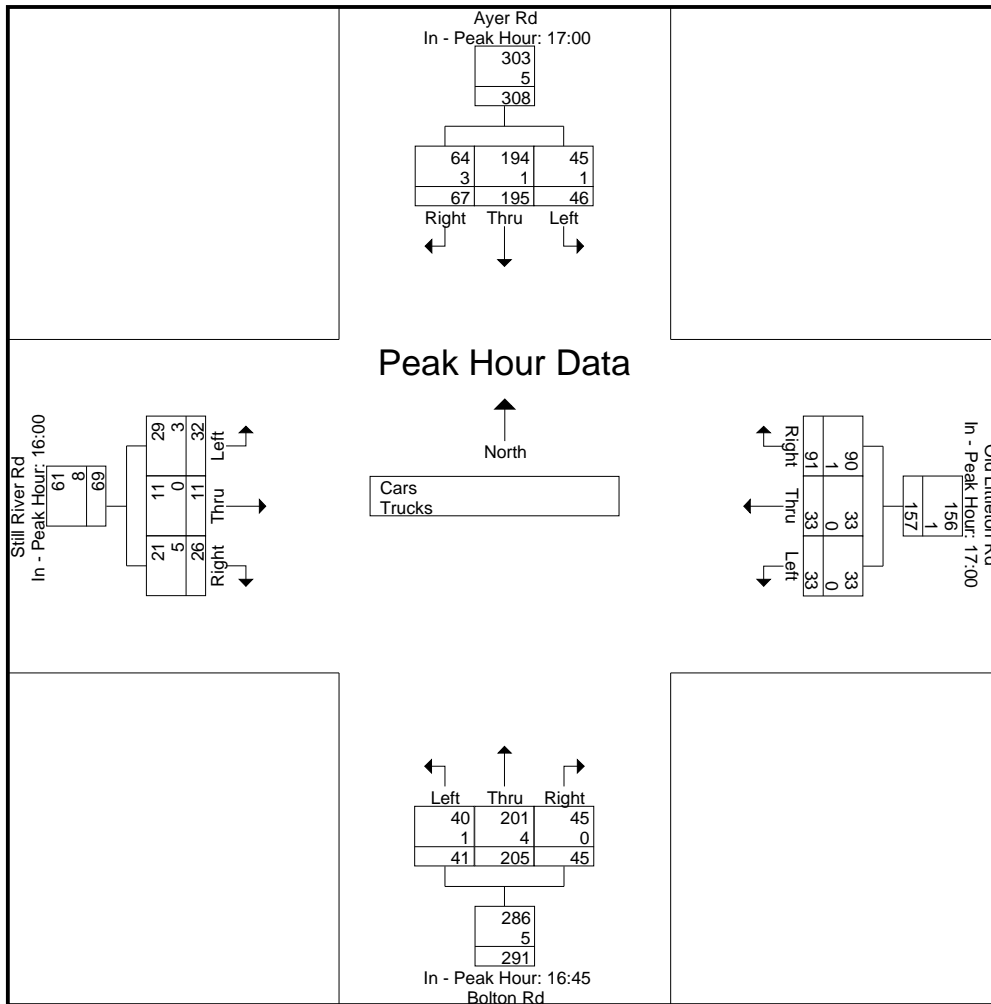 Ayer Rd
In - Peak Hour: 17:00
303
5
308
64 194 45
3 1 1
67 195 46
Right Thru Left
Peak Hour Data
North
Cars
Trucks
Still River Rd
In - Peak Hour: 16:00
61
8
69
29 3 32 Left
11 0 11 Thru
21 5 26 Right
Right 91 1 90
Thru 33 0 33
Left 33 0 33
156
1
157
Old Littleton Rd
In - Peak Hour: 17:00
Left Thru Right
40 201 45
1 4 0
41 205 45
286
5
291
In - Peak Hour: 16:45
Bolton Rd